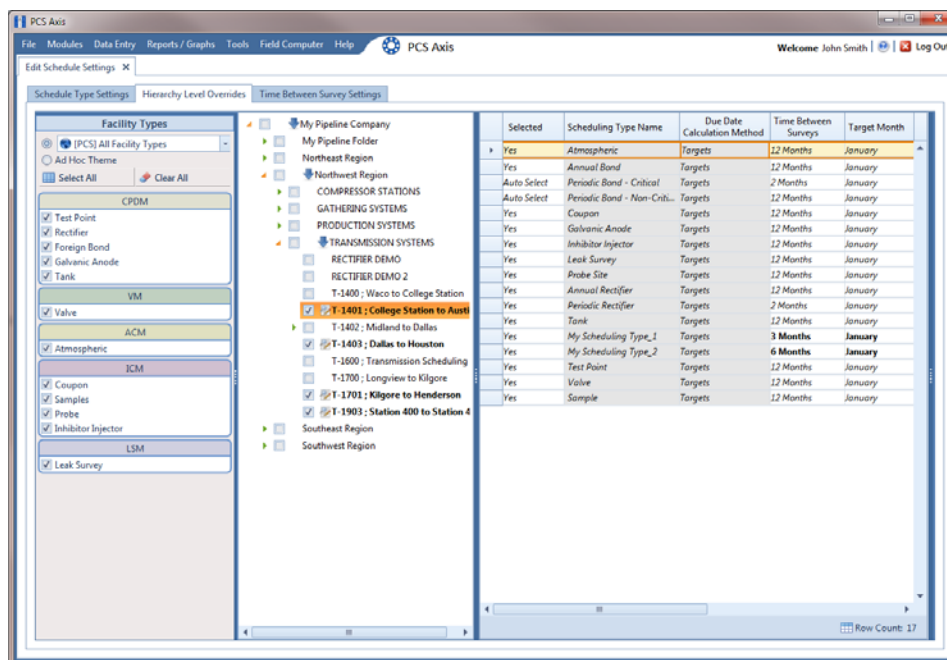 PCS Axis
File Modules Data Entry Reports / Graphs Tools Field Computer Help PCS Axis Welcome John Smith Log Out
Edit Schedule Settings
Schedule Type Settings Hierarchy Level Overrides Time Between Survey Settings
Facility Types
[PCS] All Facility Types
Ad Hoc Theme
Select All Clear All
CPDM
Test Point
Rectifier
Foreign Bond
Galvanic Anode
Tank
VM
Valve
ACM
Atmospheric
ICM
Coupon
Samples
Probe
Inhibitor Injector
LSM
Leak Survey
My Pipeline Company
My Pipeline Folder
Northeast Region
Northwest Region
COMPRESSOR STATIONS
GATHERING SYSTEMS
PRODUCTION SYSTEMS
TRANSMISSION SYSTEMS
RECTIFIER DEMO
RECTIFIER DEMO 2
T-1400 ; Waco to College Station
T-1401 ; College Station to Austi
T-1402 ; Midland to Dallas
T-1403 ; Dallas to Houston
T-1600 ; Transmission Scheduling
T-1700 ; Longview to Kilgore
T-1701 ; Kilgore to Henderson
T-1903 ; Station 400 to Station 4
Southeast Region
Southwest Region
Selected Scheduling Type Name Due Date Calculation Method Time Between Surveys Target Month
Yes Atmospheric Targets 12 Months January
Yes Annual Bond Targets 12 Months January
Auto Select Periodic Bond - Critical Targets 2 Months January
Auto Select Periodic Bond - Non-Criti... Targets 12 Months January
Yes Coupon Targets 12 Months January
Yes Galvanic Anode Targets 12 Months January
Yes Inhibitor Injector Targets 12 Months January
Yes Leak Survey Targets 12 Months January
Yes Probe Site Targets 12 Months January
Yes Annual Rectifier Targets 12 Months January
Yes Periodic Rectifier Targets 2 Months January
Yes Tank Targets 12 Months January
Yes My Scheduling Type_1 Targets 3 Months January
Yes My Scheduling Type_2 Targets 6 Months January
Yes Test Point Targets 12 Months January
Yes Valve Targets 12 Months January
Yes Sample Targets 12 Months January
Row Count: 17